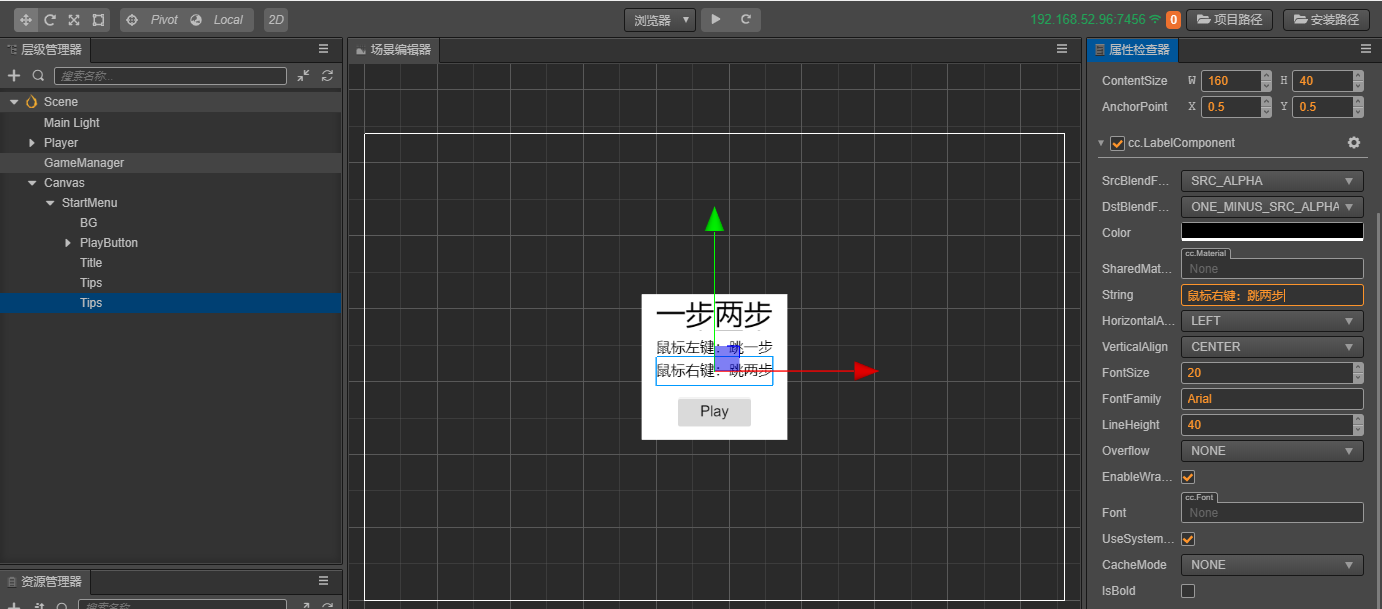 Pivot Local 2D 浏览器 192.168.52.96:7456 0 项目路径 安装路径
层级管理器
搜索名称...
Scene
Main Light
Player
GameManager
Canvas
StartMenu
BG
PlayButton
Title
Tips
Tips
资源管理器
搜索名称...
场景编辑器
一步两步
鼠标左键：跳一步
鼠标右键：跳两步
Play
属性检查器
ContentSize W 160 H 40
AnchorPoint X 0.5 Y 0.5
cc.LabelComponent
SrcBlendF... SRC_ALPHA
DstBlendF... ONE_MINUS_SRC_ALPHA
Color
cc.Material
SharedMat... None
String 鼠标右键：跳两步
HorizontalA... LEFT
VerticalAlign CENTER
FontSize 20
FontFamily Arial
LineHeight 40
Overflow NONE
EnableWra...
cc.Font
Font None
UseSystem...
CacheMode NONE
IsBold